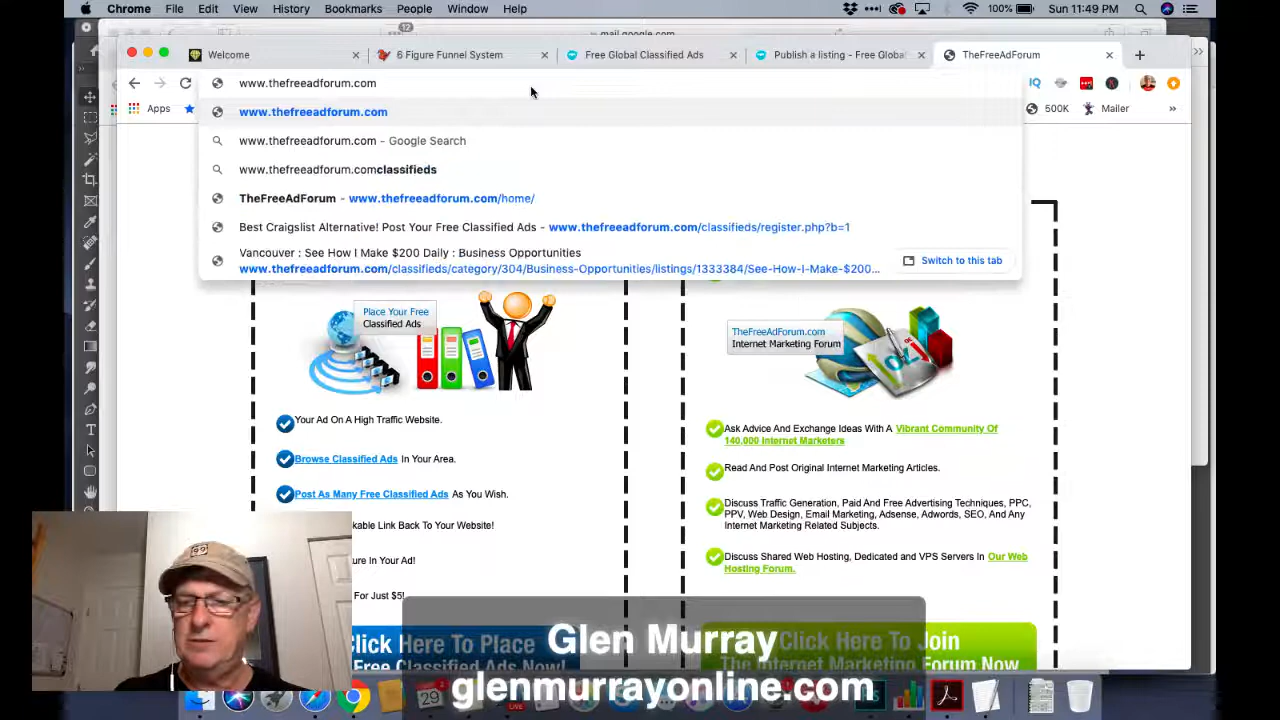 Chrome File Edit View History Bookmarks People Window Help
100% Sun 11:49 PM
12
mail.google.com
Welcome
6 Figure Funnel System
Free Global Classified Ads
Publish a listing - Free Globa
TheFreeAdForum
www.thefreeadforum.com
Apps
500K
Mailer
www.thefreeadforum.com
www.thefreeadforum.com - Google Search
www.thefreeadforum.comclassifieds
TheFreeAdForum - www.thefreeadforum.com/home/
Best Craigslist Alternative! Post Your Free Classified Ads - www.thefreeadforum.com/classifieds/register.php?b=1
Vancouver : See How I Make $200 Daily : Business Opportunities
www.thefreeadforum.com/classifieds/category/304/Business-Opportunities/listings/1333384/See-How-I-Make-$200...
Switch to this tab
Place Your Free
Classified Ads
Your Ad On A High Traffic Website.
Browse Classified Ads In Your Area.
Post As Many Free Classified Ads As You Wish.
kable Link Back To Your Website!
ure In Your Ad!
For Just $5!
Click Here To Place
Free Classified Ads Now!
TheFreeAdForum.com
Internet Marketing Forum
Ask Advice And Exchange Ideas With A Vibrant Community Of
140,000 Internet Marketers
Read And Post Original Internet Marketing Articles.
Discuss Traffic Generation, Paid And Free Advertising Techniques, PPC,
PPV, Web Design, Email Marketing, Adsense, Adwords, SEO, And Any
Internet Marketing Related Subjects.
Discuss Shared Web Hosting, Dedicated and VPS Servers In Our Web
Hosting Forum.
Click Here To Join
The Internet Marketing Forum Now
Glen Murray
glenmurrayonline.com
29
LIVE